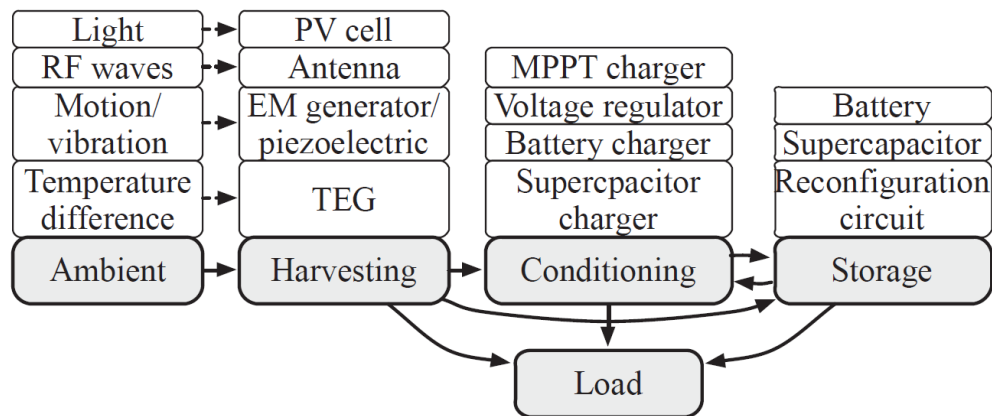 Light
RF waves
Motion/
vibration
Temperature
difference
Ambient
PV cell
Antenna
EM generator/
piezoelectric
TEG
Harvesting
MPPT charger
Voltage regulator
Battery charger
Supercpacitor
charger
Conditioning
Battery
Supercapacitor
Reconfiguration
circuit
Storage
Load